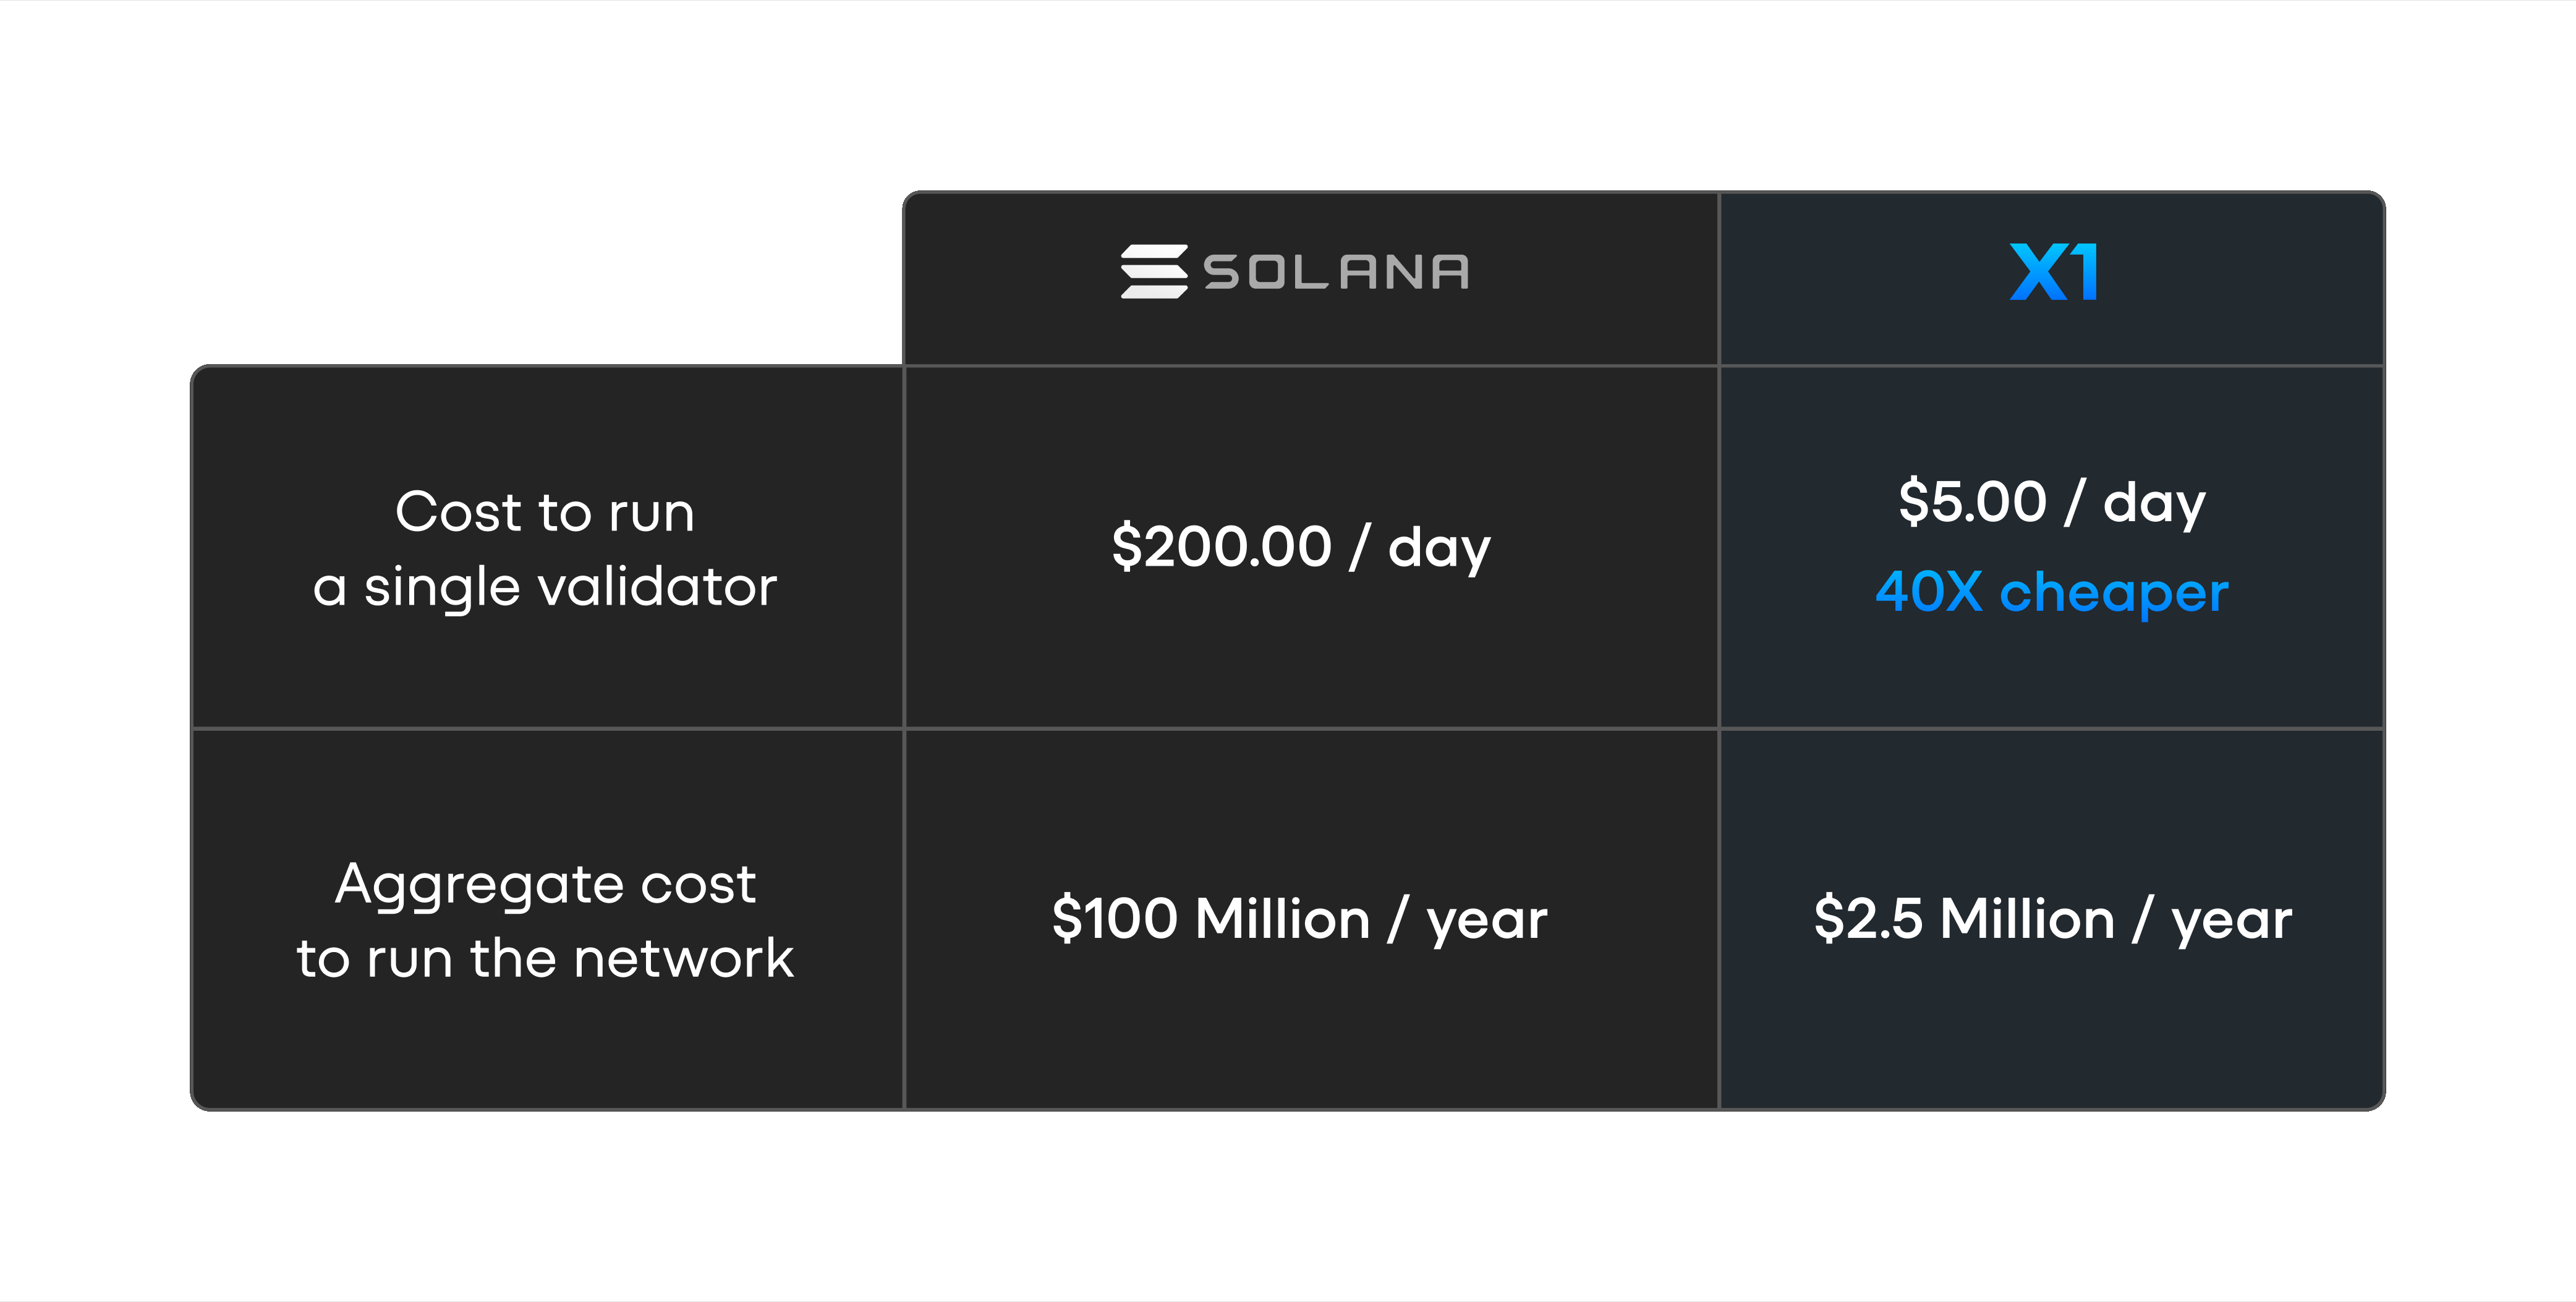 SOLANA
X1
Cost to run
a single validator
$200.00 / day
$5.00 / day
40X cheaper
Aggregate cost
to run the network
$100 Million / year
$2.5 Million / year